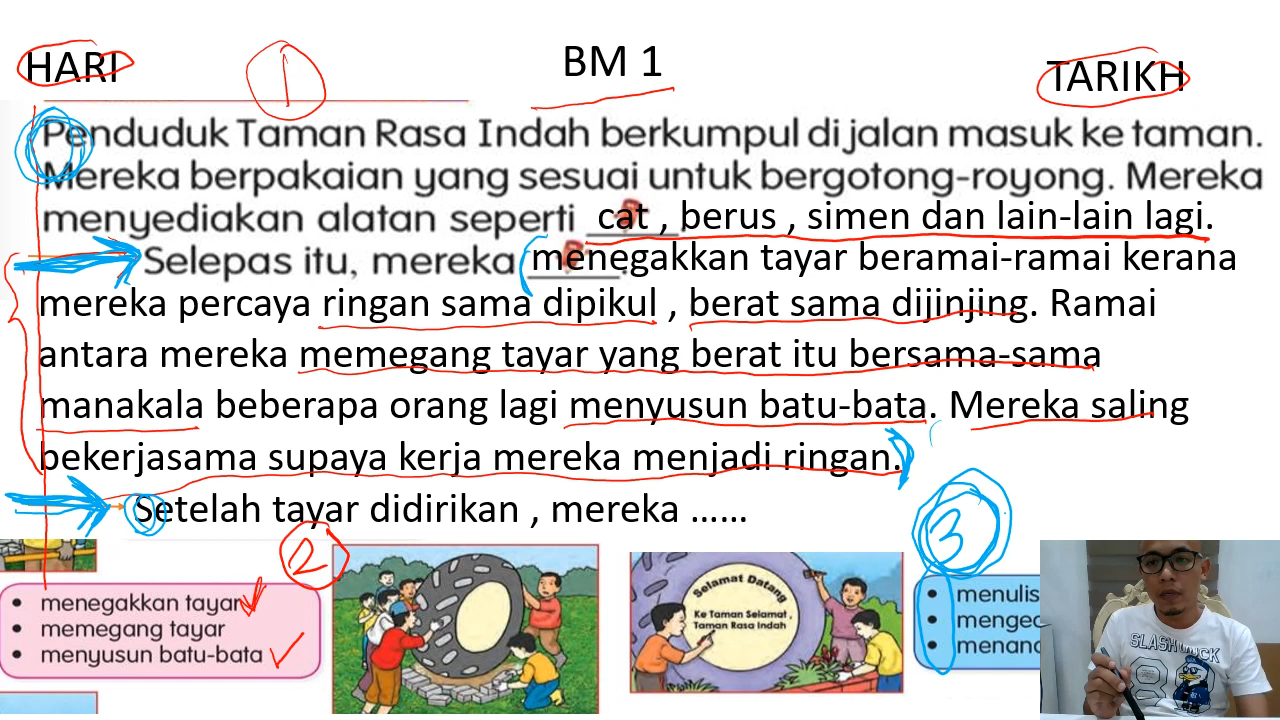 HARI
1
BM 1
TARIKH
Penduduk Taman Rasa Indah berkumpul di jalan masuk ke taman.
Mereka berpakaian yang sesuai untuk bergotong-royong. Mereka
menyediakan alatan seperti cat , berus , simen dan lain-lain lagi.
Selepas itu, mereka menegakkan tayar beramai-ramai kerana
mereka percaya ringan sama dipikul , berat sama dijinjing. Ramai
antara mereka memegang tayar yang berat itu bersama-sama
manakala beberapa orang lagi menyusun batu-bata. Mereka saling
bekerjasama supaya kerja mereka menjadi ringan.
Setelah tayar didirikan , mereka ......
2
3
• menegakkan tayar
• memegang tayar
• menyusun batu-bata
Selamat Datang
Ke Taman Selamat,
Taman Rasa Indah
• menulis
•
•